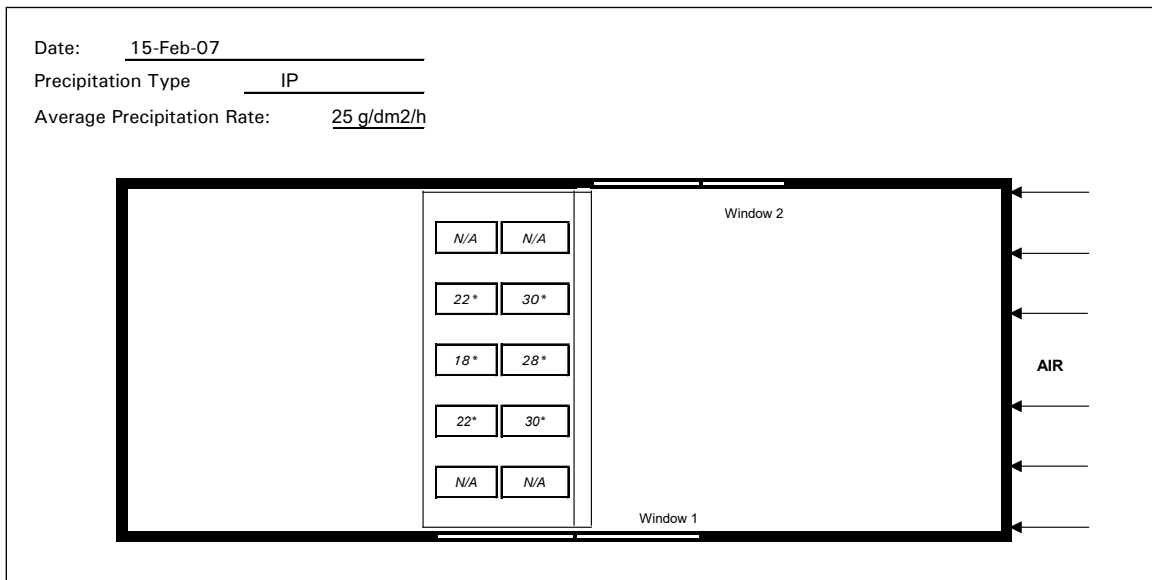 Date: 15-Feb-07
Precipitation Type IP
Average Precipitation Rate: 25 g/dm2/h
Window 2
N/A N/A
22* 30*
18* 28*
AIR
22* 30*
N/A N/A
Window 1